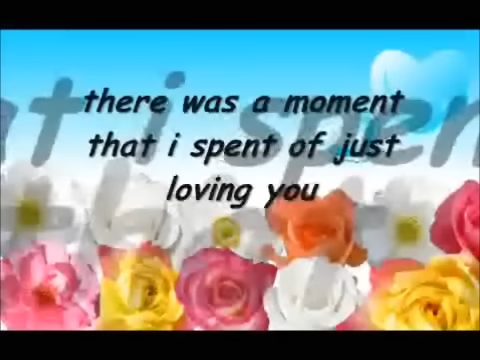 there was a moment
that i spent of just
loving you